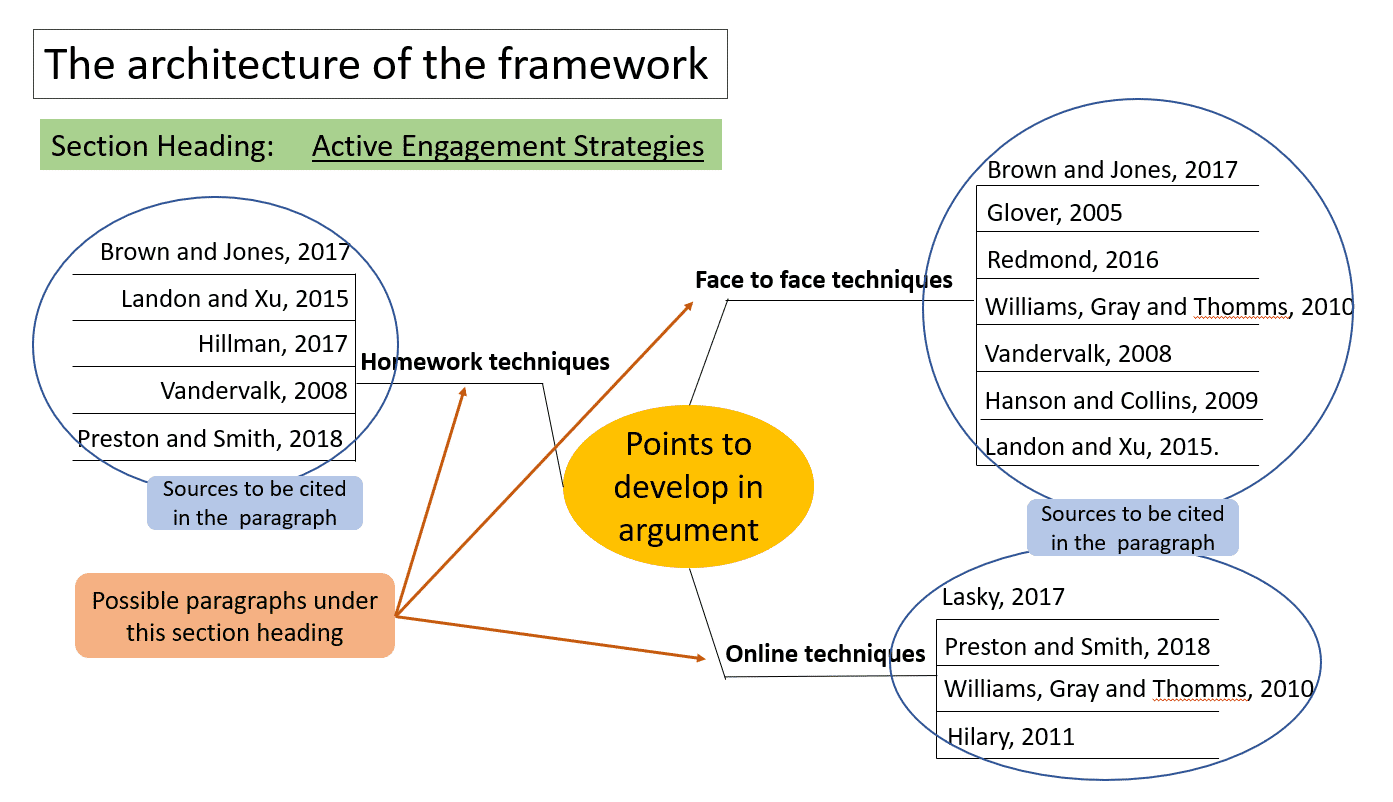 The architecture of the framework
Section Heading: Active Engagement Strategies
Brown and Jones, 2017
Landon and Xu, 2015
Hillman, 2017
Vandervalk, 2008
Preston and Smith, 2018
Sources to be cited
in the paragraph
Homework techniques
Face to face techniques
Brown and Jones, 2017
Glover, 2005
Redmond, 2016
Williams, Gray and Thomms, 2010
Vandervalk, 2008
Hanson and Collins, 2009
Landon and Xu, 2015.
Sources to be cited
in the paragraph
Points to
develop in
argument
Possible paragraphs under
this section heading
Online techniques
Lasky, 2017
Preston and Smith, 2018
Williams, Gray and Thomms, 2010
Hilary, 2011